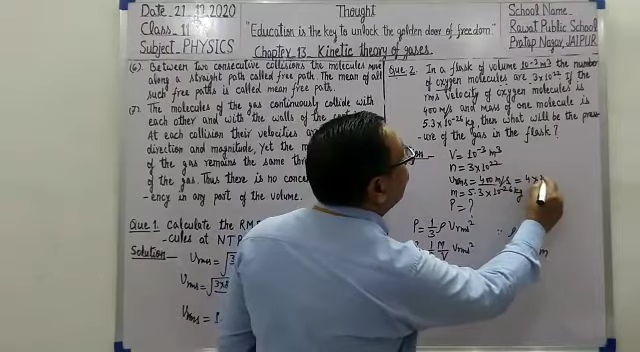 Date 21.12.2020
Class 11
Subject PHYSICS
Thought
"Education is the key to unlock the golden door of freedom."
Chapter 13 Kinetic theory of gases
School Name
Rawat Public School
Pratap Nagar, JAIPUR
(6). Between two consecutive collisions the molecules move
along a straight path called free path. The mean of all
such free paths is called mean free path.
(7). The molecules of the gas continuously collide with
each other and with the walls of the
At each collision their velocities
direction and magnitude, Yet the
of the gas remains the same
of the gas. Thus there is no
-ency in any part of the volume.
Que 1. Calculate the RMS
-cules at NTP
Solution
Vrms = √3
Vrms = √3×
Vrms =
Que 2. In a flask of volume 10⁻³ m³ the number
of oxygen molecules are 3×10²² if the
rms velocity of oxygen molecules is
400 m/s and mass of one molecule is
5.3×10⁻²⁶ kg then what will be the press
-ure of the gas in the flask?
V = 10⁻³ m³
n = 3×10²²
Vrms = 400 m/s = 4×
m = 5.3×10⁻²⁶ kg
P = ?
P = 1/3 ρ Vrms²
1/3 M/V Vrms²
∵
m